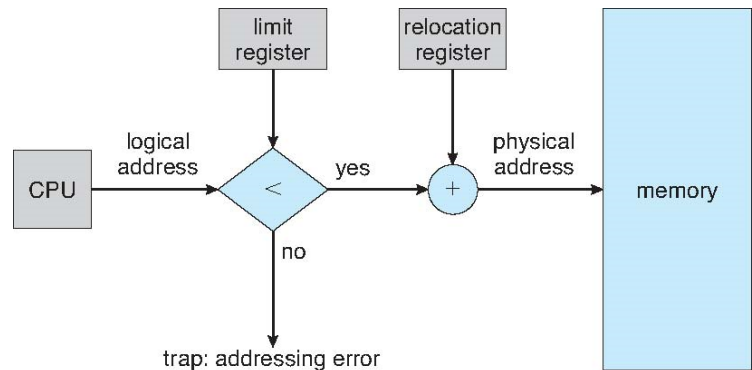 limit
register
relocation
register
logical
address
physical
address
CPU
<
yes
+
memory
no
trap: addressing error